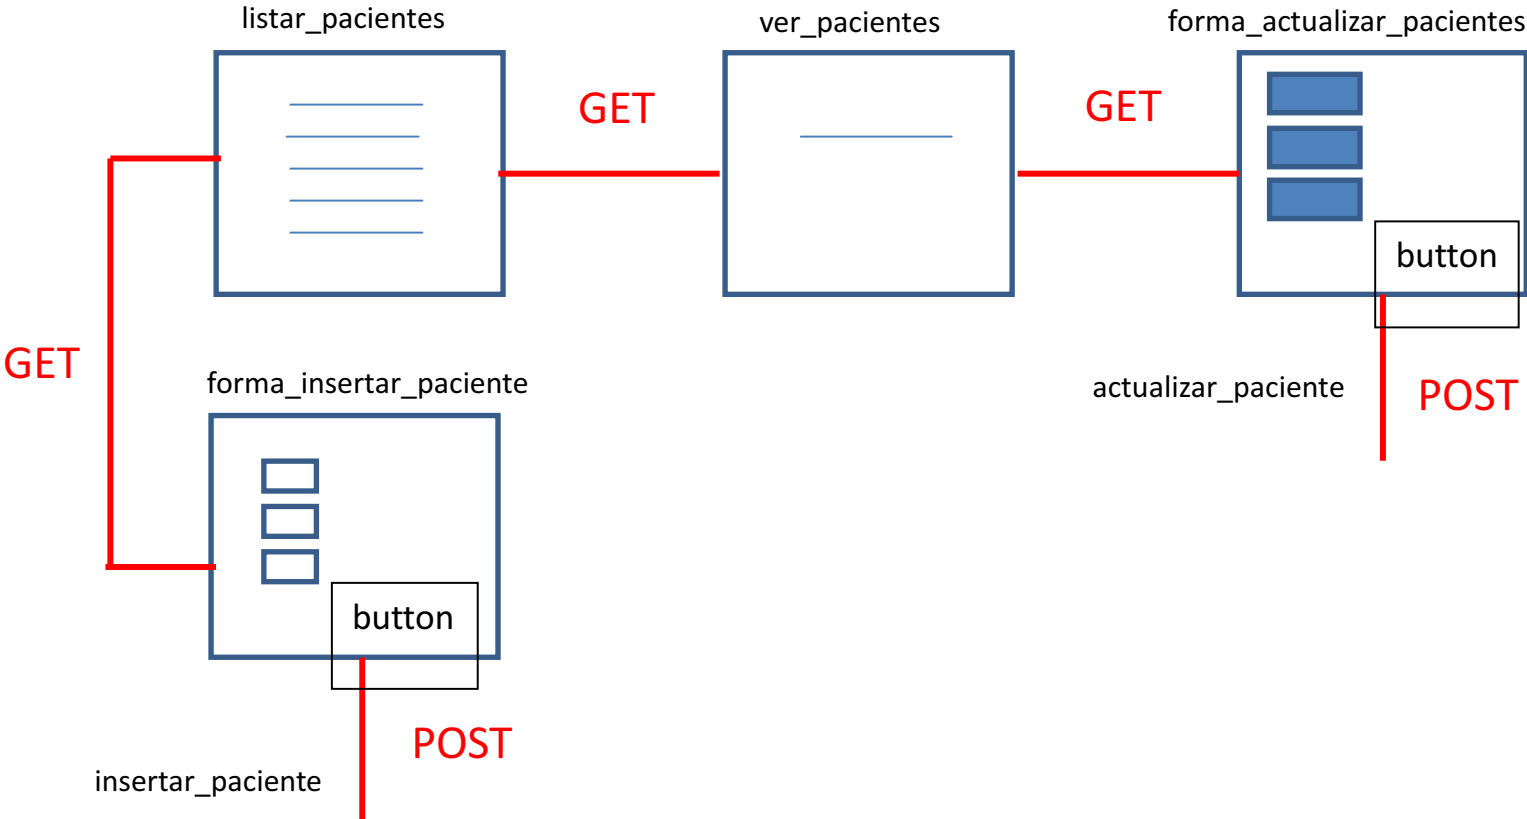 listar_pacientes
ver_pacientes
forma_actualizar_pacientes
GET
GET
button
GET
forma_insertar_paciente
actualizar_paciente
POST
button
POST
insertar_paciente